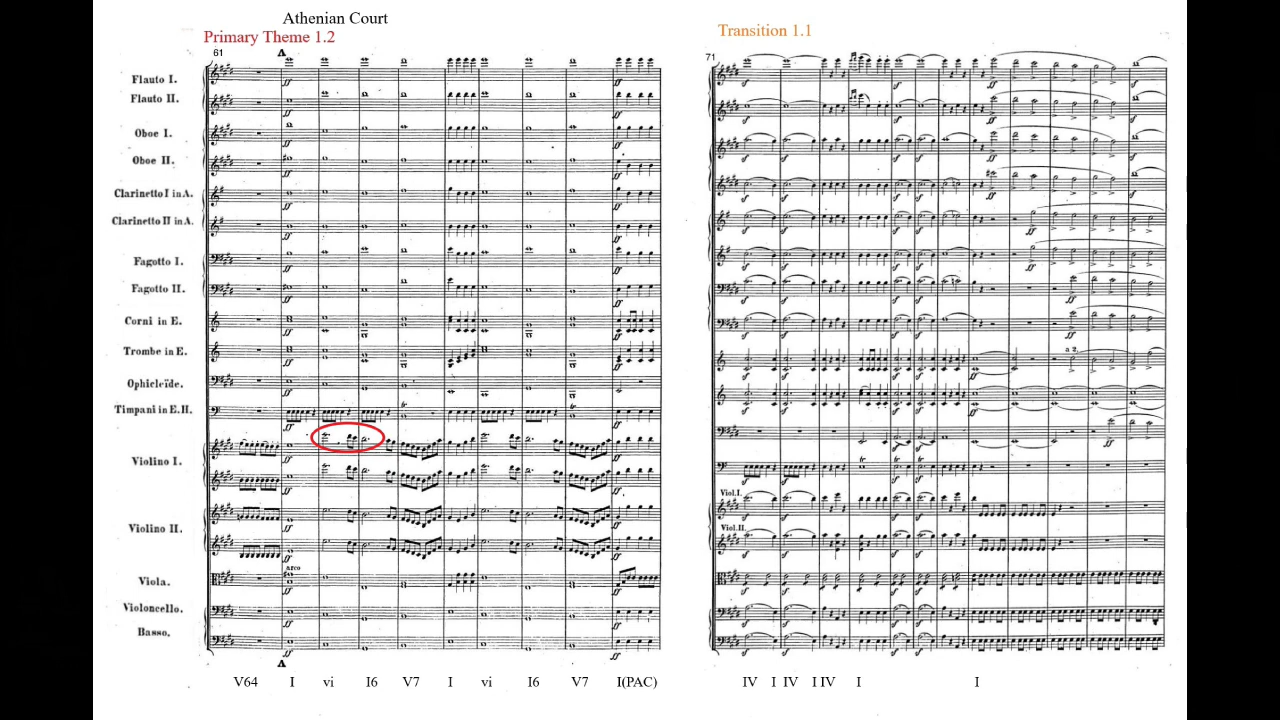 Athenian Court
Primary Theme 1.2
61
A
Flauto I.
Flauto II.
Oboe I.
Oboe II.
Clarinetto I in A.
Clarinetto II in A.
Fagotto I.
Fagotto II.
Corni in E.
Trombe in E.
Ophicleïde.
Timpani in E.H.
Violino I.
Violino II.
arco
Viola.
Violoncello.
Basso.
A
V64 I vi I6 V7 I vi I6 V7 I(PAC)
Transition 1.1
71
a 2.
Viol.I.
Viol.II.
IV I IV I IV I I